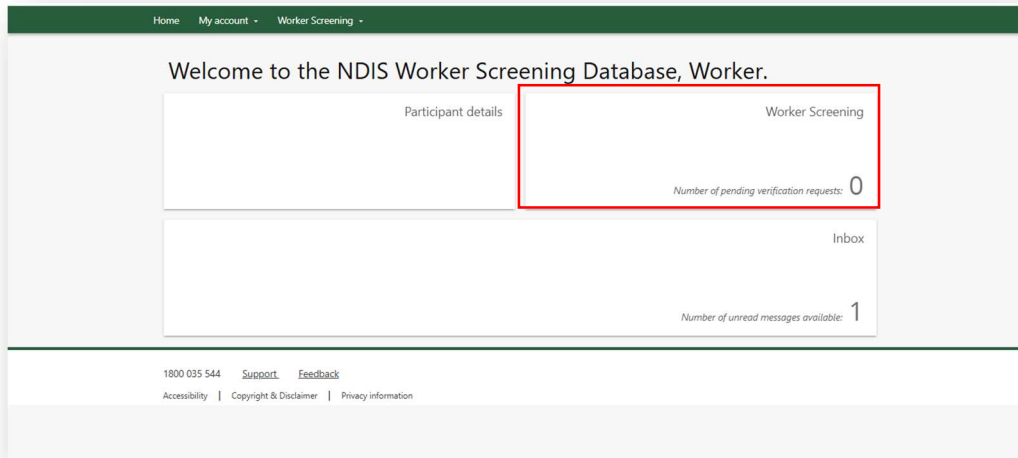 Home My account Worker Screening
Welcome to the NDIS Worker Screening Database, Worker.
Participant details
Worker Screening
Number of pending verification requests: 0
Inbox
Number of unread messages available: 1
1800 035 544 Support Feedback
Accessibility | Copyright & Disclaimer | Privacy information